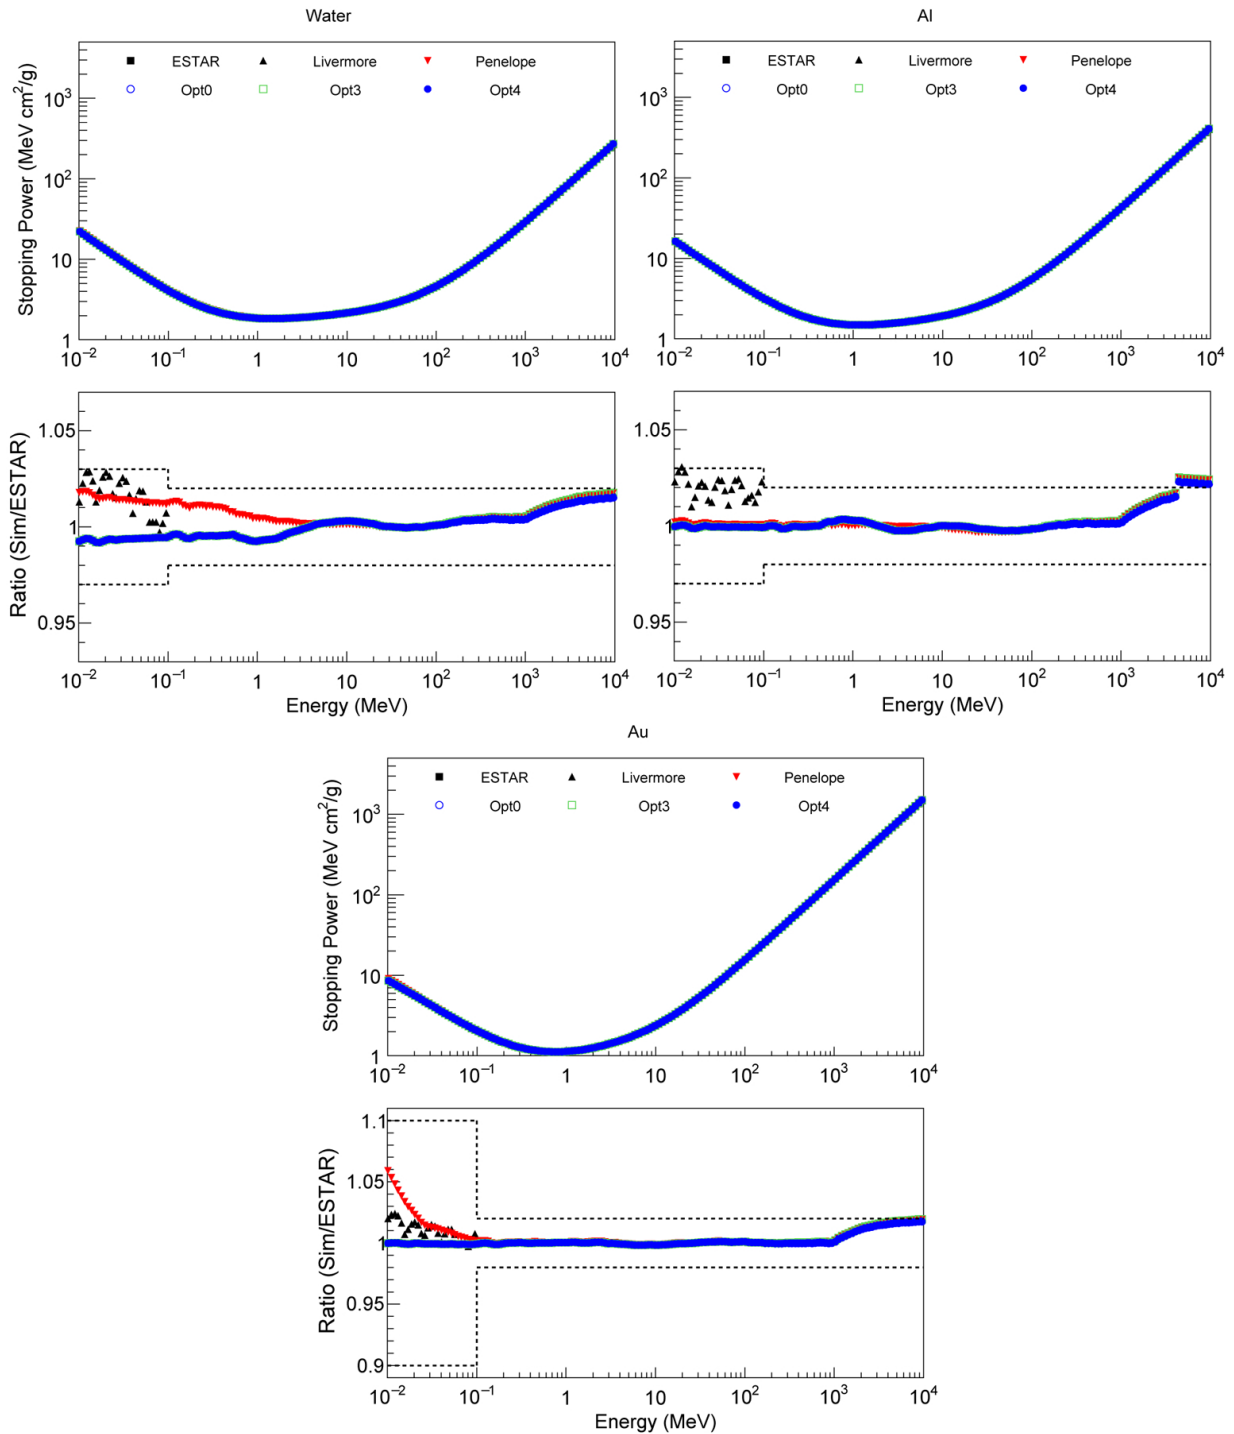 Water
Stopping Power (MeV cm²/g)
ESTAR Livermore Penelope
Opt0 Opt3 Opt4
10³
10²
10
1
10⁻² 10⁻¹ 1 10 10² 10³ 10⁴
Ratio (Sim/ESTAR)
1.05
1
0.95
10⁻² 10⁻¹ 1 10 10² 10³ 10⁴
Energy (MeV)
Al
ESTAR Livermore Penelope
Opt0 Opt3 Opt4
10³
10²
10
1
10⁻² 10⁻¹ 1 10 10² 10³ 10⁴
1.05
1
0.95
10⁻² 10⁻¹ 1 10 10² 10³ 10⁴
Energy (MeV)
Au
Stopping Power (MeV cm²/g)
ESTAR Livermore Penelope
Opt0 Opt3 Opt4
10³
10²
10
1
10⁻² 10⁻¹ 1 10 10² 10³ 10⁴
Ratio (Sim/ESTAR)
1.1
1.05
1
0.95
0.9
10⁻² 10⁻¹ 1 10 10² 10³ 10⁴
Energy (MeV)